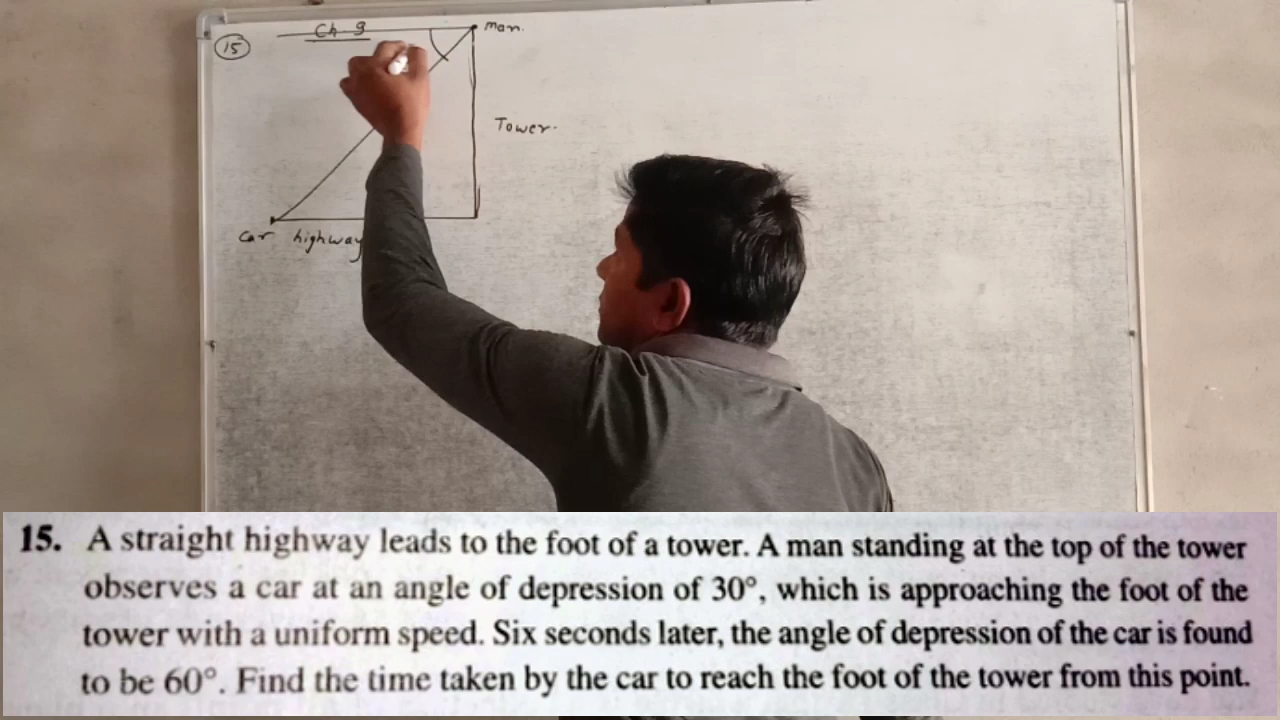 Ch-9
15
Man.
Tower.
Car highway
15. A straight highway leads to the foot of a tower. A man standing at the top of the tower
observes a car at an angle of depression of 30°, which is approaching the foot of the
tower with a uniform speed. Six seconds later, the angle of depression of the car is found
to be 60°. Find the time taken by the car to reach the foot of the tower from this point.